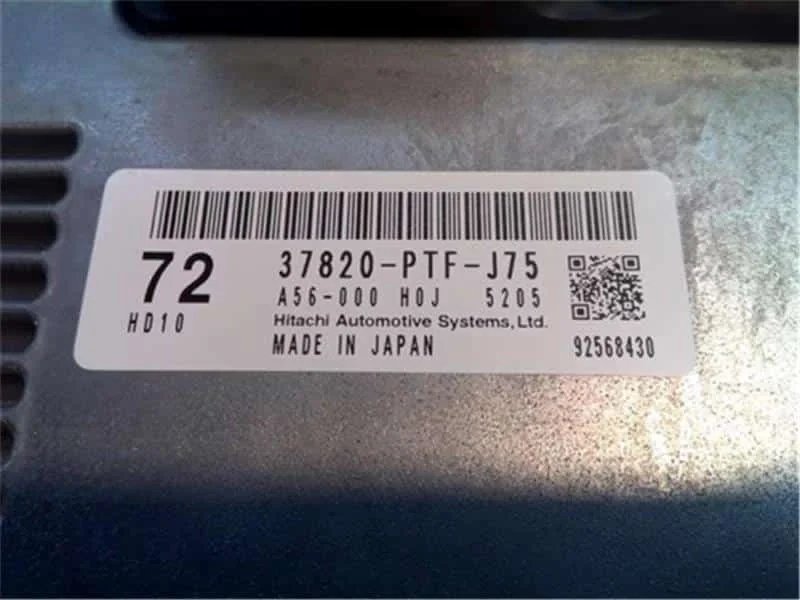 72
HD10
37820-PTF-J75
A56-000 H0J 5205
Hitachi Automotive Systems,Ltd.
MADE IN JAPAN
92568430